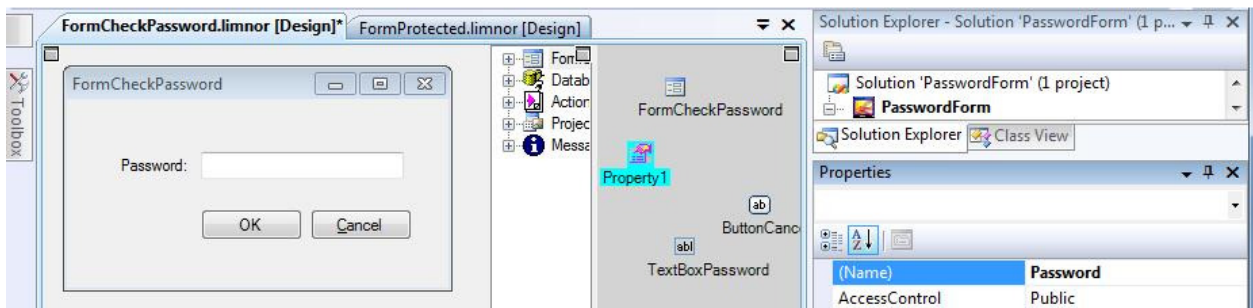 FormCheckPassword.limnor [Design]* FormProtected.limnor [Design]
Toolbox
FormCheckPassword
Password:
OK Cancel
Form
Datab
Action
Projec
Messa
FormCheckPassword
Property1
ButtonCanc
TextBoxPassword
Solution Explorer - Solution 'PasswordForm' (1 p...
Solution 'PasswordForm' (1 project)
PasswordForm
Solution Explorer Class View
Properties
(Name) Password
AccessControl Public